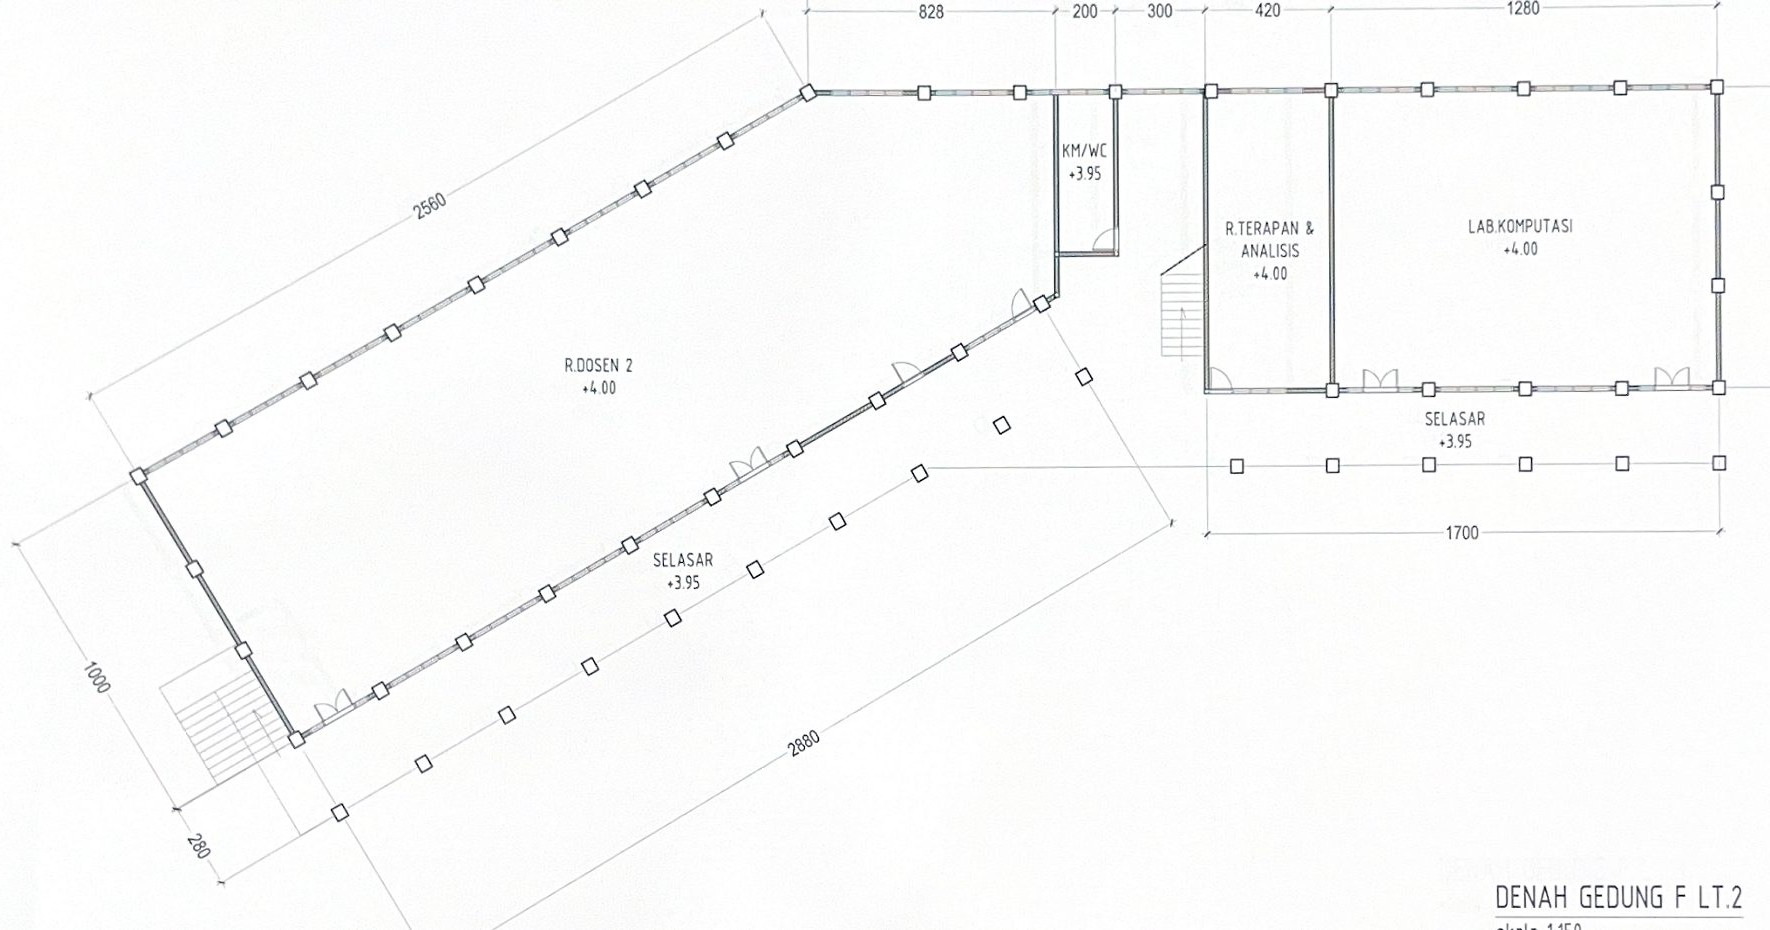 828
200
300
420
1280
2560
KM/WC
+3.95
R.TERAPAN &
ANALISIS
+4.00
LAB.KOMPUTASI
+4.00
R.DOSEN 2
+4.00
SELASAR
+3.95
SELASAR
+3.95
1700
1000
2880
280
DENAH GEDUNG F LT.2